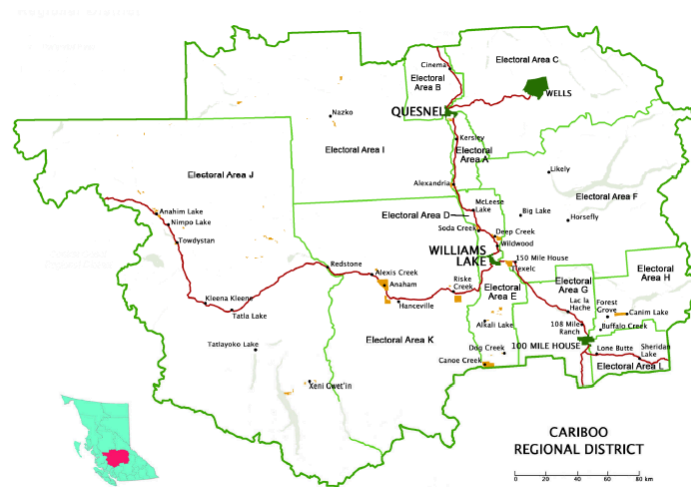 Cinema
Electoral Area C
Electoral
Area B
WELLS
QUESNEL
Nazko
Kersley
Electoral
Area A
Electoral Area I
Likely
Electoral Area J
Alexandria
Electoral Area F
McLeese
Lake
Electoral Area D
Big Lake
Horsefly
Anahim Lake
Nimpo Lake
Soda Creek
Deep Creek
Wildwood
Towdystan
WILLIAMS
LAKE
150 Mile House
Redstone
Alexis Creek
Electoral
Area H
Anaham
Riske
Creek
Electoral
Area E
Electoral
Area G
Kleena Kleene
Hanceville
Lac la
Hache
Forest
Grove
Canim Lake
Tatla Lake
Alkali Lake
108 Mile
Ranch
Buffalo Creek
Electoral Area K
100 MILE HOUSE
Tatlayoko Lake
Dog Creek
Lone Butte
Sheridan
Lake
Canoe Creek
Electoral Area L
Xeni Gwet'in
CARIBOO
REGIONAL DISTRICT
0 20 40 60 80 km